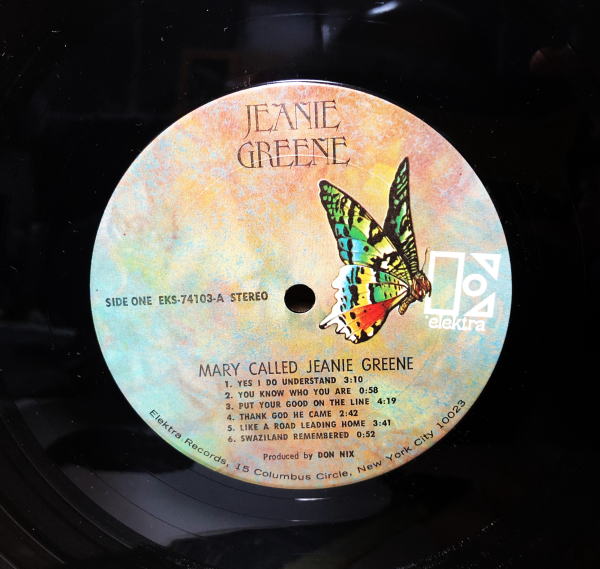 JEANIE
GREENE
SIDE ONE EKS-74103-A STEREO
elektra
MARY CALLED JEANIE GREENE
1. YES I DO UNDERSTAND 3:10
2. YOU KNOW WHO YOU ARE 0:58
3. PUT YOUR GOOD ON THE LINE 4:19
4. THANK GOD HE CAME 2:42
5. LIKE A ROAD LEADING HOME 3:41
6. SWAZILAND REMEMBERED 0:52
Produced by DON NIX
Elektra Records, 15 Columbus Circle, New York City 10023